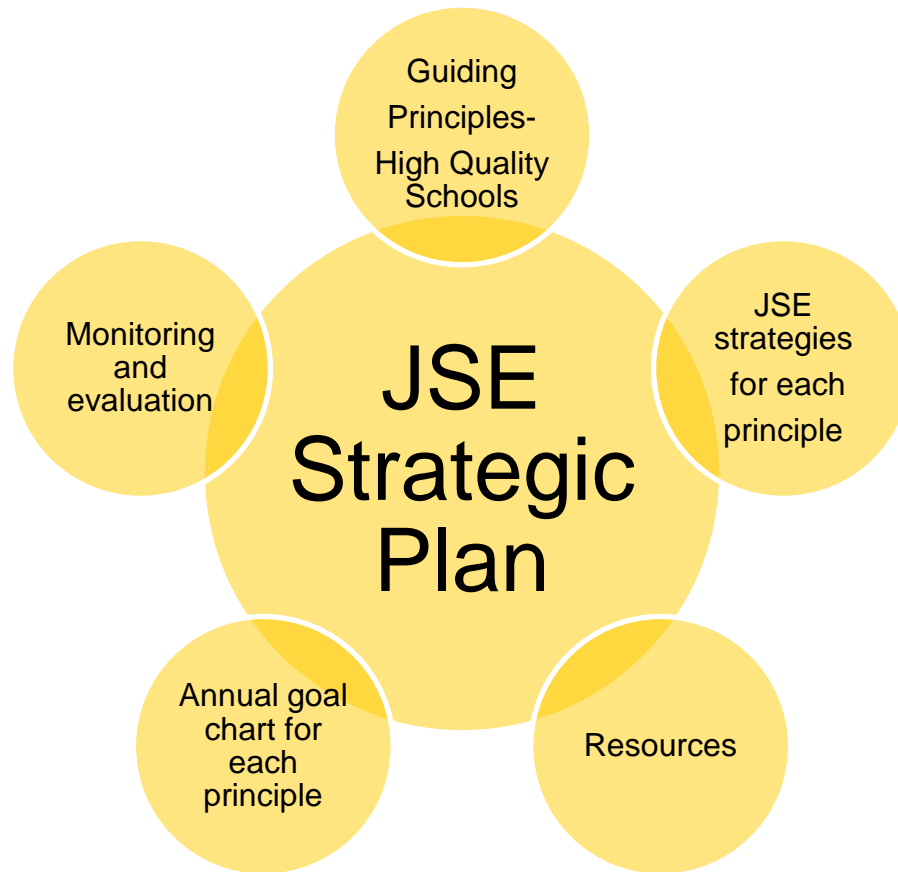 Guiding
Principles-
High Quality
Schools
JSE
strategies
for each
principle
Resources
Annual goal
chart for
each
principle
Monitoring
and
evaluation
JSE
Strategic
Plan